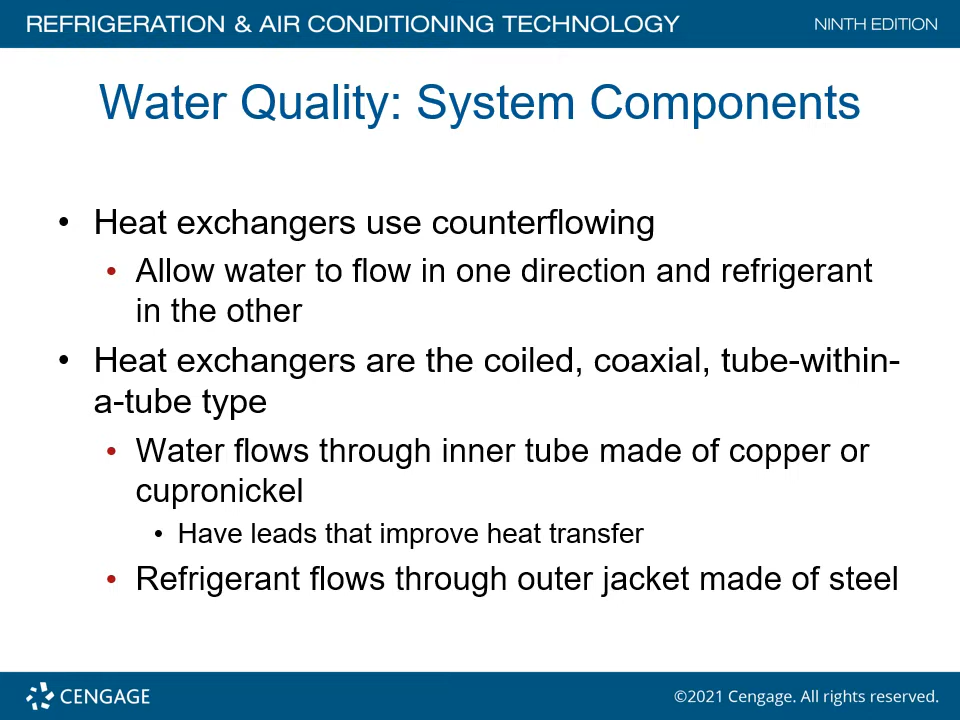 REFRIGERATION & AIR CONDITIONING TECHNOLOGY NINTH EDITION
Water Quality: System Components
• Heat exchangers use counterflowing
• Allow water to flow in one direction and refrigerant
in the other
• Heat exchangers are the coiled, coaxial, tube-within-
a-tube type
• Water flows through inner tube made of copper or
cupronickel
• Have leads that improve heat transfer
• Refrigerant flows through outer jacket made of steel
CENGAGE ©2021 Cengage. All rights reserved.